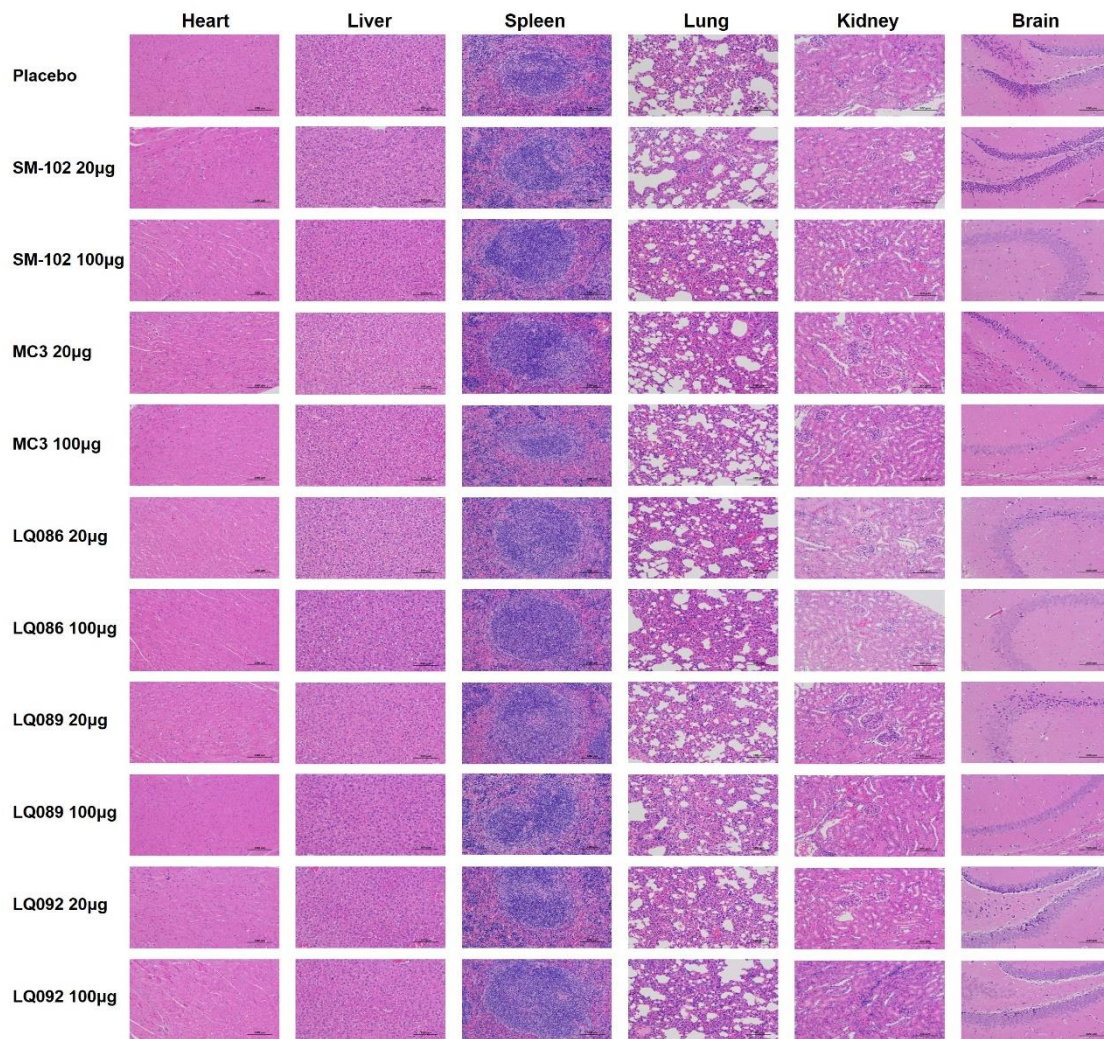 Heart Liver Spleen Lung Kidney Brain
Placebo
SM-102 20μg
SM-102 100μg
MC3 20μg
MC3 100μg
LQ086 20μg
LQ086 100μg
LQ089 20μg
LQ089 100μg
LQ092 20μg
LQ092 100μg